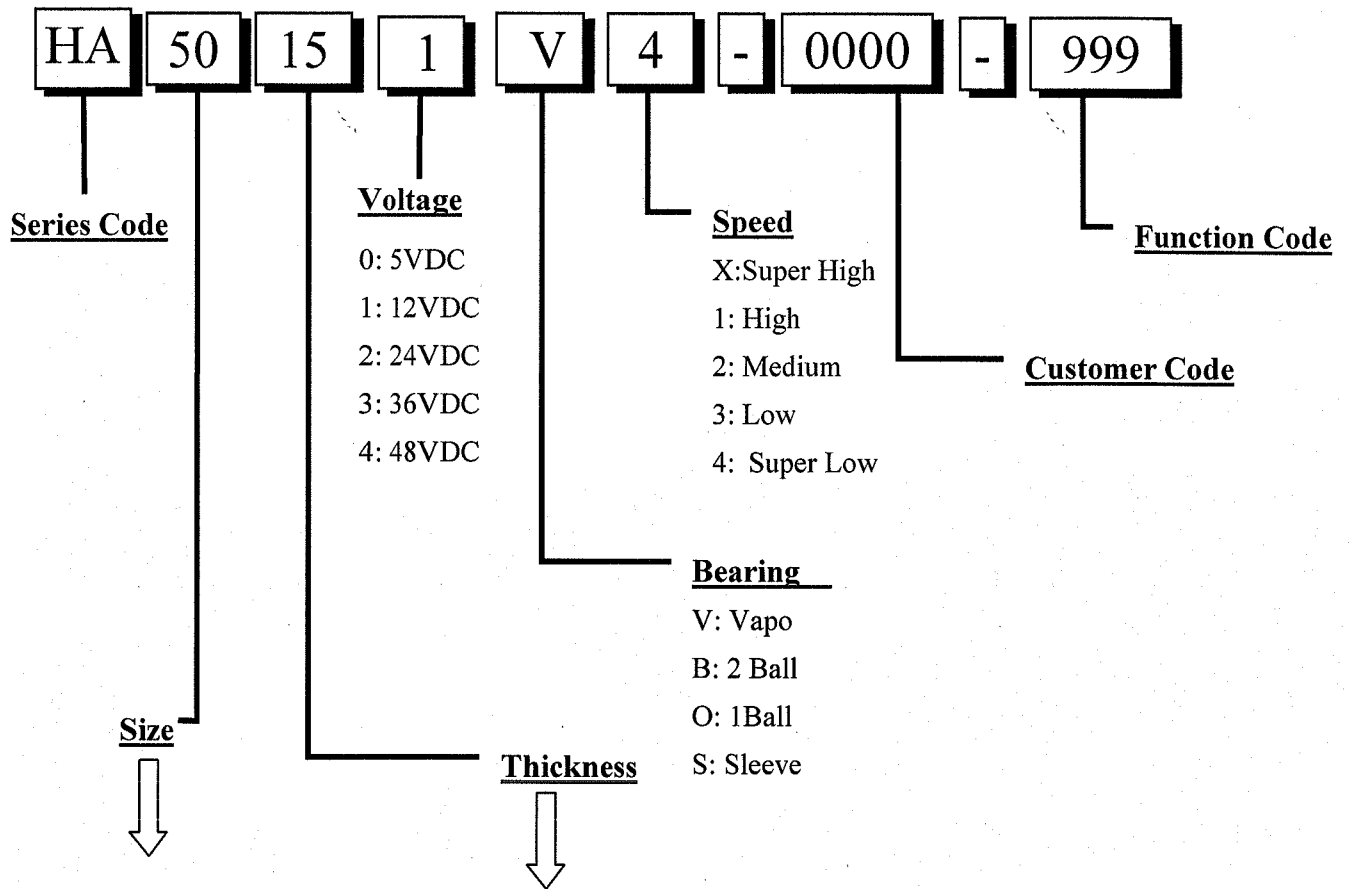 HA 50 15 1 V 4 - 0000 - 999
Series Code
Voltage
0: 5VDC
1: 12VDC
2: 24VDC
3: 36VDC
4: 48VDC
Speed
X:Super High
1: High
2: Medium
3: Low
4: Super Low
Function Code
Customer Code
Bearing
V: Vapo
B: 2 Ball
O: 1Ball
S: Sleeve
Size
Thickness